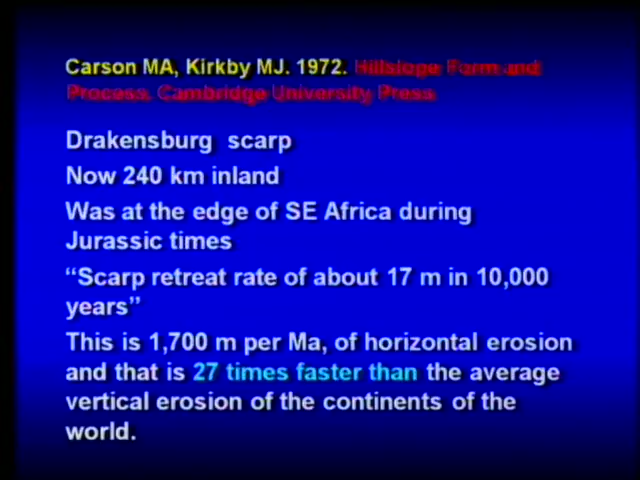 Carson MA, Kirkby MJ. 1972. Hillslope Form and
Process. Cambridge University Press
Drakensburg scarp
Now 240 km inland
Was at the edge of SE Africa during
Jurassic times
“Scarp retreat rate of about 17 m in 10,000
years”
This is 1,700 m per Ma, of horizontal erosion
and that is 27 times faster than the average
vertical erosion of the continents of the
world.